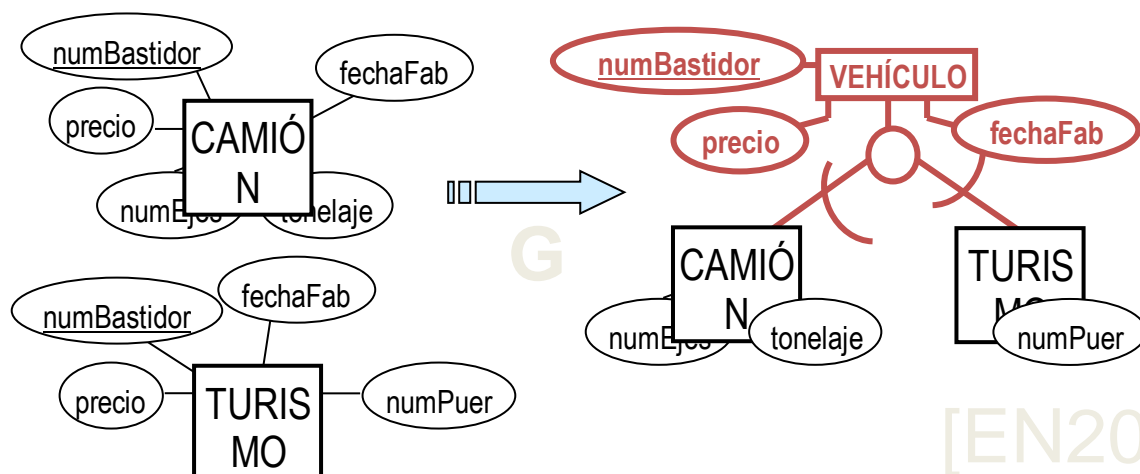 numBastidor
fechaFab
precio
CAMIÓ
N
numEjes
tonelaje
numBastidor
fechaFab
precio
TURIS
MO
numPuer
G
numBastidor
VEHÍCULO
precio
fechaFab
CAMIÓ
N
numEjes
tonelaje
TURIS
MO
numPuer
[EN20